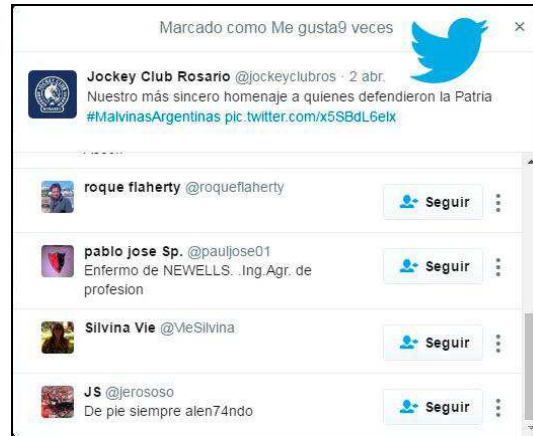 Marcado como Me gusta9 veces
Jockey Club Rosario @jockeyclubros · 2 abr.
Nuestro más sincero homenaje a quienes defendieron la Patria
#MalvinasArgentinas pic.twitter.com/x5SBdL6elx
roque flaherty @roqueflaherty
Seguir
pablo jose Sp. @pauljose01
Enfermo de NEWELLS. .Ing.Agr. de
profesion
Seguir
Silvina Vie @VieSilvina
Seguir
JS @jerososo
De pie siempre alen74ndo
Seguir